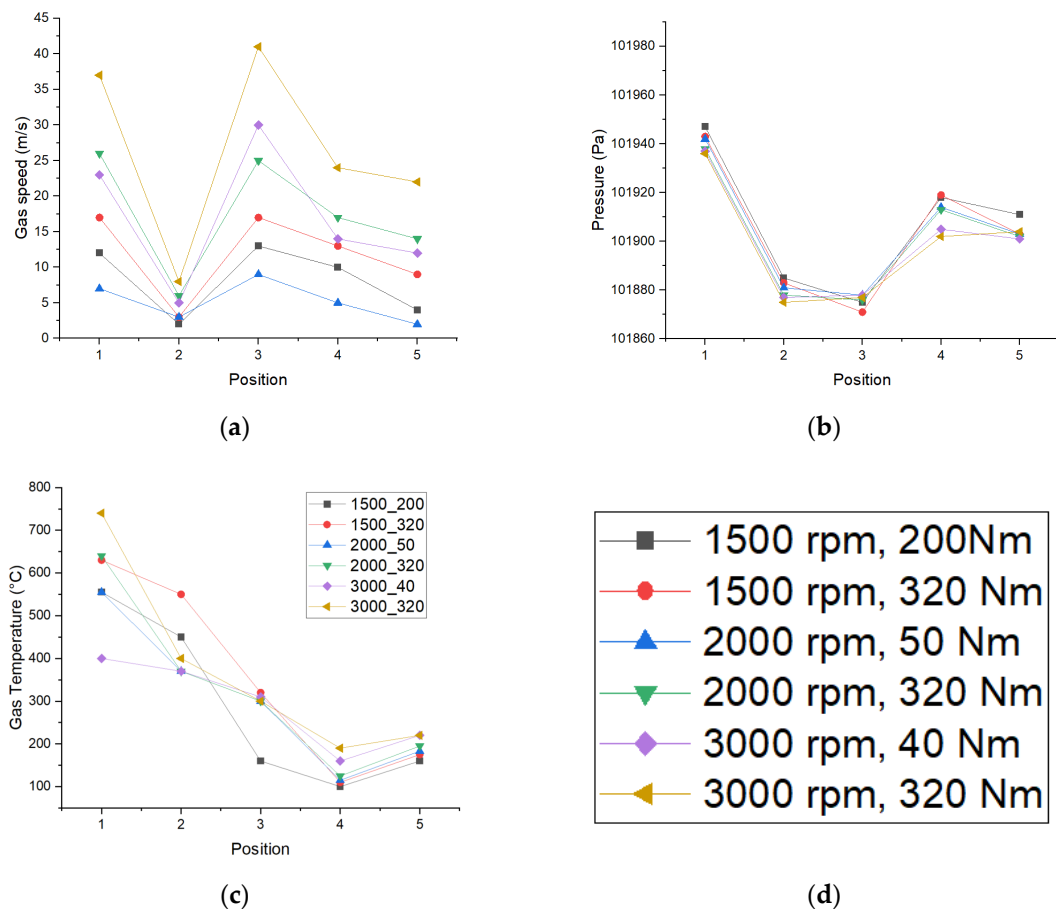 45
40
35
30
25
20
15
10
5
0
Gas speed (m/s)
1 2 3 4 5
Position
(a)
101980
101960
101940
101920
101900
101880
101860
Pressure (Pa)
1 2 3 4 5
Position
(b)
800
700
600
500
400
300
200
100
Gas Temperature (°C)
1500_200
1500_320
2000_50
2000_320
3000_40
3000_320
1 2 3 4 5
Position
(c)
1500 rpm, 200Nm
1500 rpm, 320 Nm
2000 rpm, 50 Nm
2000 rpm, 320 Nm
3000 rpm, 40 Nm
3000 rpm, 320 Nm
(d)